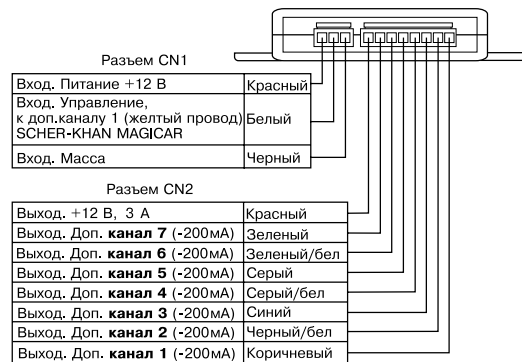 Разъем CN1
Вход. Питание +12 В Красный
Вход. Управление,
к доп.каналу 1 (желтый провод) Белый
SCHER-KHAN MAGICAR
Вход. Масса Черный
Разъем CN2
Выход. +12 В, 3 А Красный
Выход. Доп. канал 7 (-200мА) Зеленый
Выход. Доп. канал 6 (-200мА) Зеленый/бел
Выход. Доп. канал 5 (-200мА) Серый
Выход. Доп. канал 4 (-200мА) Серый/бел
Выход. Доп. канал 3 (-200мА) Синий
Выход. Доп. канал 2 (-200мА) Черный/бел
Выход. Доп. канал 1 (-200мА) Коричневый